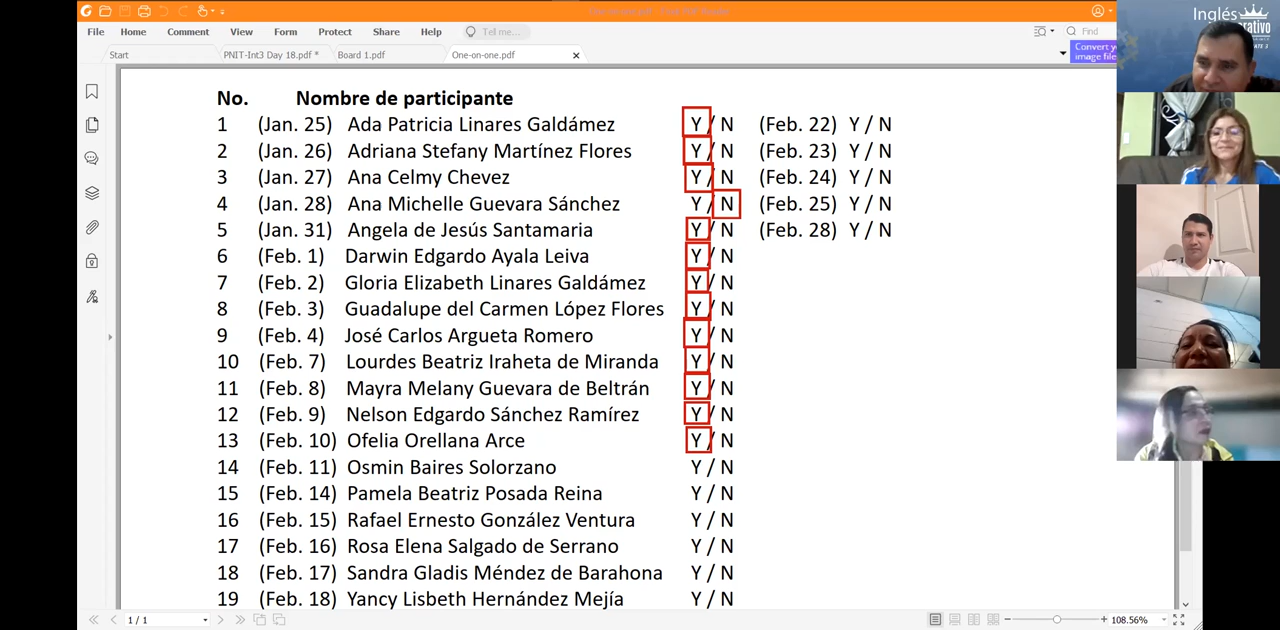 File Home Comment View Form Protect Share Help Tell me... Find
Start PNIT-Int3 Day 18.pdf * Board 1.pdf One-on-one.pdf
Convert yo
image file
Inglés
No. Nombre de participante
1 (Jan. 25) Ada Patricia Linares Galdámez Y / N (Feb. 22) Y / N
2 (Jan. 26) Adriana Stefany Martínez Flores Y / N (Feb. 23) Y / N
3 (Jan. 27) Ana Celmy Chevez Y / N (Feb. 24) Y / N
4 (Jan. 28) Ana Michelle Guevara Sánchez Y / N (Feb. 25) Y / N
5 (Jan. 31) Angela de Jesús Santamaria Y / N (Feb. 28) Y / N
6 (Feb. 1) Darwin Edgardo Ayala Leiva Y / N
7 (Feb. 2) Gloria Elizabeth Linares Galdámez Y / N
8 (Feb. 3) Guadalupe del Carmen López Flores Y / N
9 (Feb. 4) José Carlos Argueta Romero Y / N
10 (Feb. 7) Lourdes Beatriz Iraheta de Miranda Y / N
11 (Feb. 8) Mayra Melany Guevara de Beltrán Y / N
12 (Feb. 9) Nelson Edgardo Sánchez Ramírez Y / N
13 (Feb. 10) Ofelia Orellana Arce Y / N
14 (Feb. 11) Osmin Baires Solorzano Y / N
15 (Feb. 14) Pamela Beatriz Posada Reina Y / N
16 (Feb. 15) Rafael Ernesto González Ventura Y / N
17 (Feb. 16) Rosa Elena Salgado de Serrano Y / N
18 (Feb. 17) Sandra Gladis Méndez de Barahona Y / N
19 (Feb. 18) Yancy Lisbeth Hernández Mejía Y / N
1 / 1 108.56%